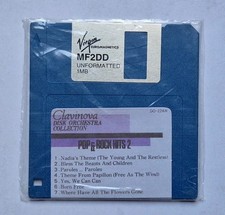 Virgin
MF2DD
UNFORMATTED
1MB
Clavinova
DISK ORCHESTRA
COLLECTION
POP & ROCK HITS 2
1. Nadia's Theme (The Young And The Restless)
2. Bless The Beasts And Children
3. Paroles... Paroles
4. Theme From Papillon (Free As The Wind)
5. Yes, We Can Can
6. Born Free
7. Where Have All The Flowers Gone